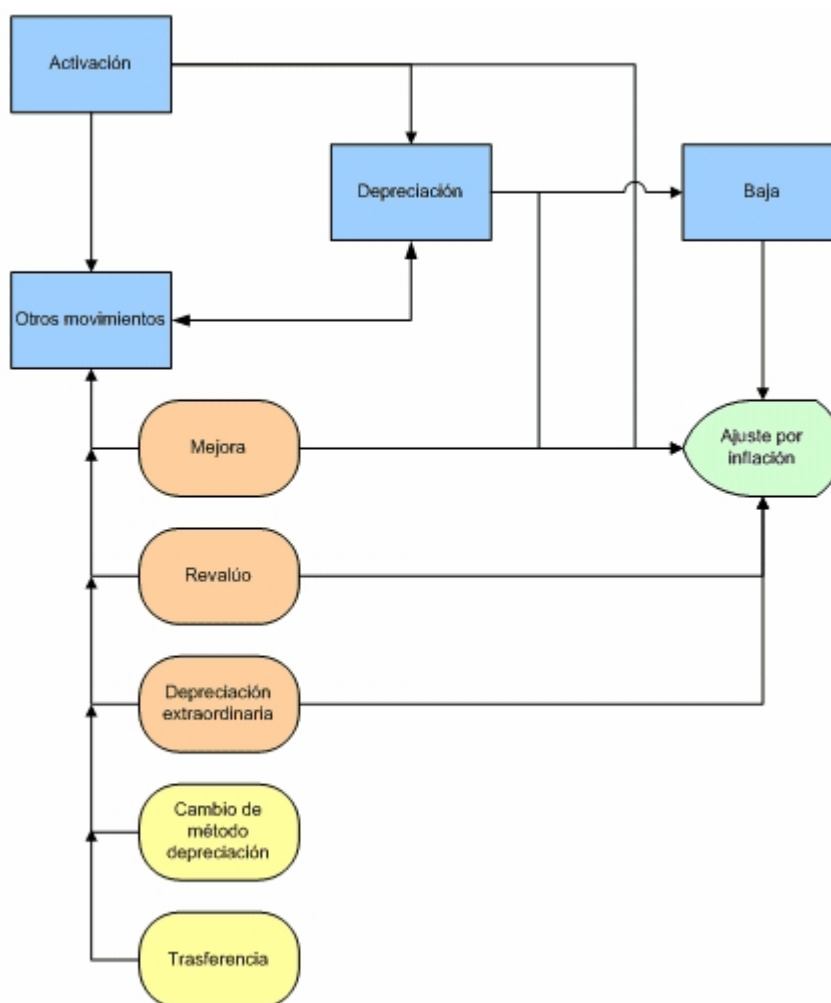 Activación
Depreciación
Baja
Otros movimientos
Mejora
Ajuste por
inflación
Revalúo
Depreciación
extraordinaria
Cambio de
método
depreciación
Trasferencia